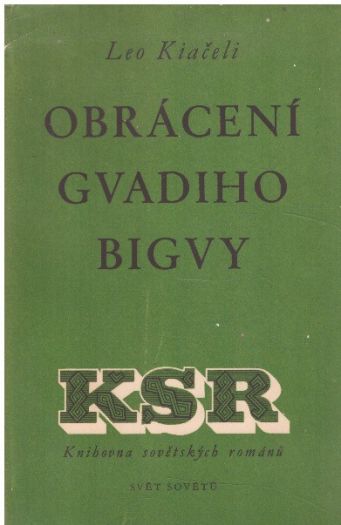 Leo Kiačeli
OBRÁCENÍ
GVADIHO
BIGVY
KSR
Knihovna sovětských románů
SVĚT SOVĚTŮ